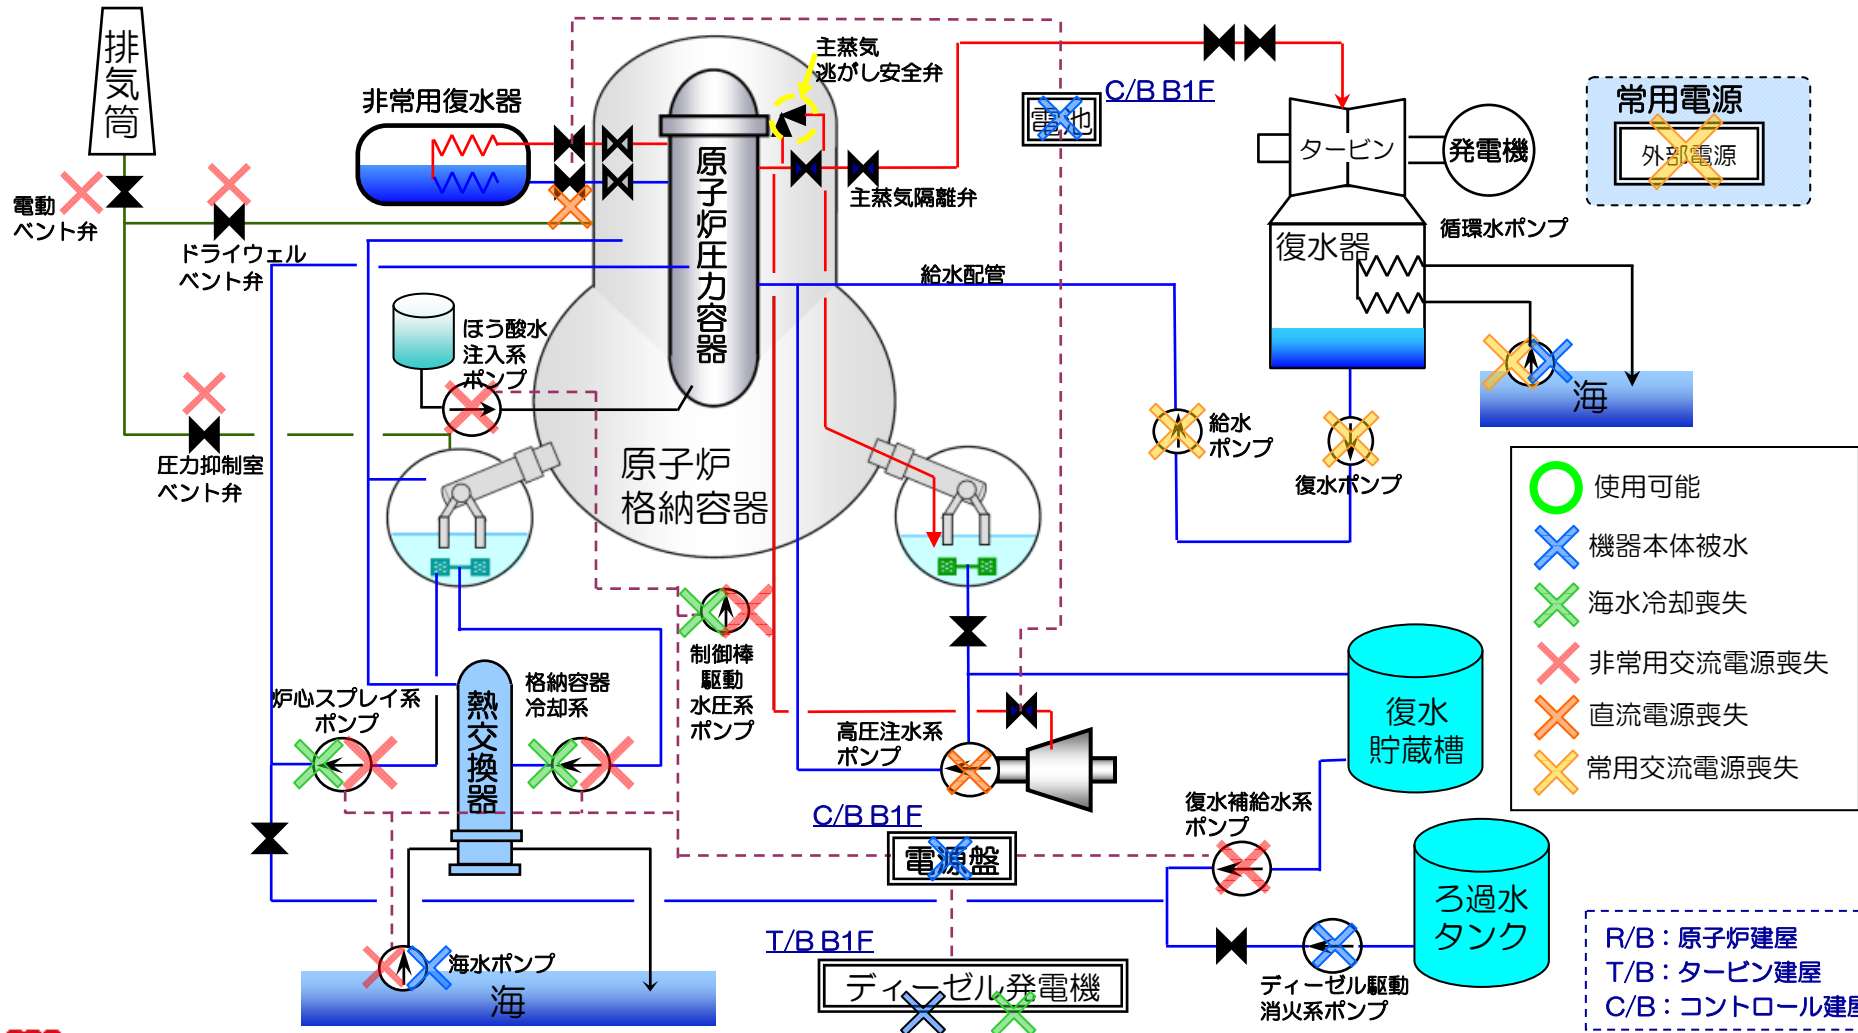 排
気
筒
主蒸気
逃がし安全弁
非常用復水器
C/B B1F
電池
タービン
発電機
常用電源
外部電源
電動
ベント弁
ドライウェル
ベント弁
原子炉圧力容器
主蒸気隔離弁
循環水ポンプ
復水器
給水配管
ほう酸水
注入系
ポンプ
海
給水
ポンプ
復水ポンプ
圧力抑制室
ベント弁
原子炉
格納容器
使用可能
機器本体被水
海水冷却喪失
非常用交流電源喪失
直流電源喪失
常用交流電源喪失
制御棒
駆動
水圧系
ポンプ
炉心スプレイ系
ポンプ
熱交換器
格納容器
冷却系
高圧注水系
ポンプ
復水
貯蔵槽
C/B B1F
電源盤
復水補給水系
ポンプ
ろ過水
タンク
T/B B1F
ディーゼル発電機
海水ポンプ
海
ディーゼル駆動
消火系ポンプ
R/B：原子炉建屋
T/B：タービン建屋
C/B：コントロール建屋